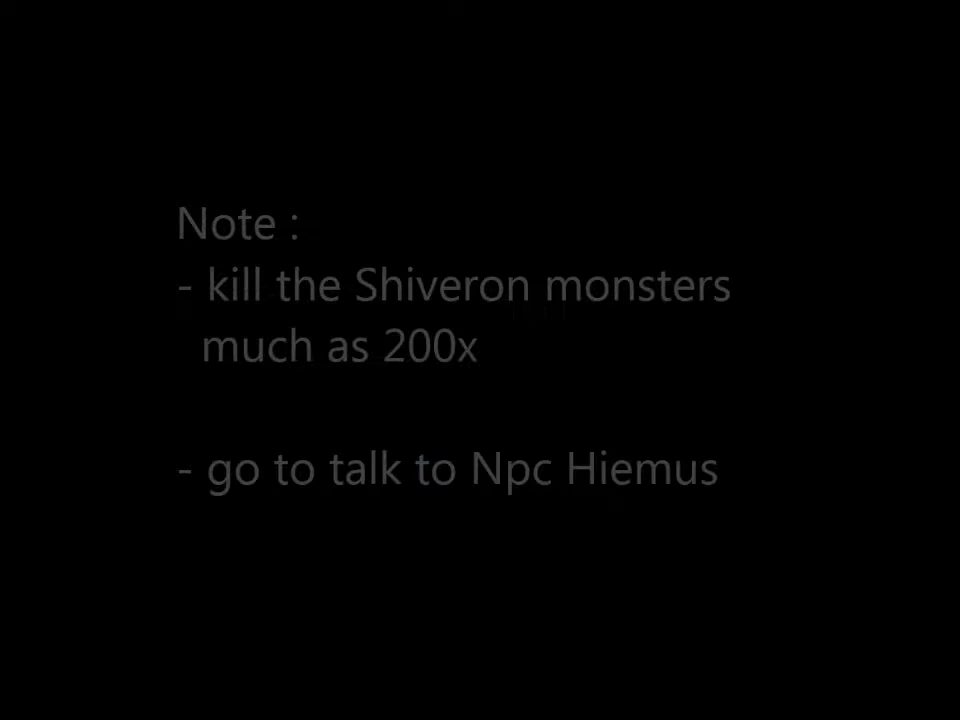 Note :
- kill the Shiveron monsters
much as 200x
- go to talk to Npc Hiemus